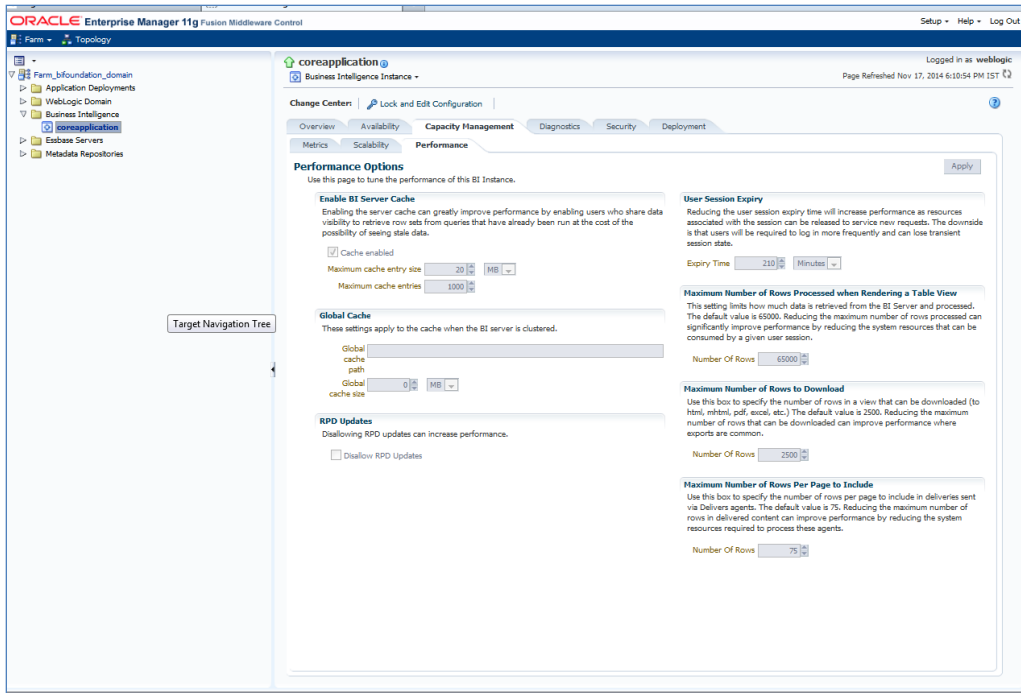 ORACLE Enterprise Manager 11g Fusion Middleware Control
Setup Help Log Out
Farm Topology
Farm_bifoundation_domain
Application Deployments
WebLogic Domain
Business Intelligence
coreapplication
Essbase Servers
Metadata Repositories
Target Navigation Tree
coreapplication
Logged in as weblogic
Business Intelligence Instance
Page Refreshed Nov 17, 2014 6:10:54 PM IST
Change Center: Lock and Edit Configuration
Overview Availability Capacity Management Diagnostics Security Deployment
Metrics Scalability Performance
Performance Options
Apply
Use this page to tune the performance of this BI Instance.
Enable BI Server Cache
Enabling the server cache can greatly improve performance by enabling users who share data
visibility to retrieve row sets from queries that have already been run at the cost of the
possibility of seeing stale data.
Cache enabled
Maximum cache entry size 20 MB
Maximum cache entries 1000
Global Cache
These settings apply to the cache when the BI server is clustered.
Global
cache
path
Global
cache size
0 MB
RPD Updates
Disallowing RPD updates can increase performance.
Disallow RPD Updates
User Session Expiry
Reducing the user session expiry time will increase performance as resources
associated with the session can be released to service new requests. The downside
is that users will be required to log in more frequently and can lose transient
session state.
Expiry Time 210 Minutes
Maximum Number of Rows Processed when Rendering a Table View
This setting limits how much data is retrieved from the BI Server and processed.
The default value is 65000. Reducing the maximum number of rows processed can
significantly improve performance by reducing the system resources that can be
consumed by a given user session.
Number Of Rows 65000
Maximum Number of Rows to Download
Use this box to specify the number of rows in a view that can be downloaded (to
html, mhtml, pdf, excel, etc.) The default value is 2500. Reducing the maximum
number of rows that can be downloaded can improve performance where
exports are common.
Number Of Rows 2500
Maximum Number of Rows Per Page to Include
Use this box to specify the number of rows per page to include in deliveries sent
via Delivers agents. The default value is 75. Reducing the maximum number of
rows in delivered content can improve performance by reducing the system
resources required to process these agents.
Number Of Rows 75